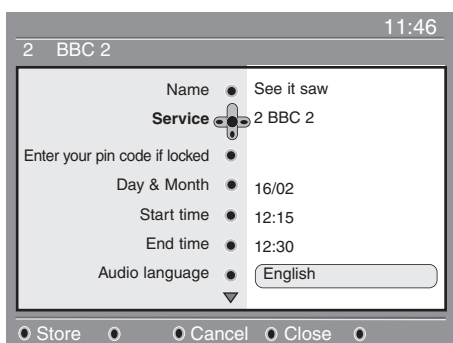 11:46
2 BBC 2
Name See it saw
Service 2 BBC 2
Enter your pin code if locked
Day & Month 16/02
Start time 12:15
End time 12:30
Audio language English
Store Cancel Close